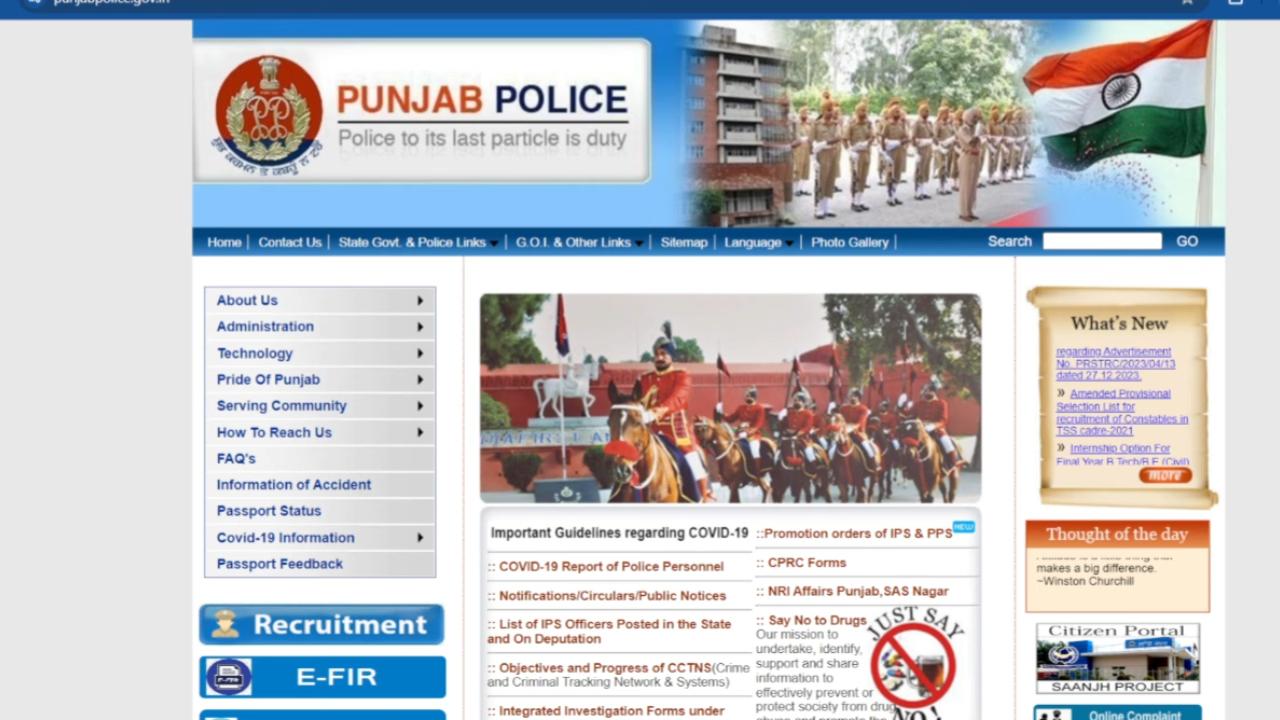 punjabpolice.gov.in
PUNJAB POLICE
Police to its last particle is duty
Home
Contact Us
State Govt. & Police Links
G.O.I. & Other Links
Sitemap
Language
Photo Gallery
Search
GO
About Us
Administration
Technology
Pride Of Punjab
Serving Community
How To Reach Us
FAQ's
Information of Accident
Passport Status
Covid-19 Information
Passport Feedback
Recruitment
E-FIR
Important Guidelines regarding COVID-19
:: COVID-19 Report of Police Personnel
:: Notifications/Circulars/Public Notices
:: List of IPS Officers Posted in the State
and On Deputation
:: Objectives and Progress of CCTNS(Crime
and Criminal Tracking Network & Systems)
:: Integrated Investigation Forms under
::Promotion orders of IPS & PPS NEW
:: CPRC Forms
:: NRI Affairs Punjab,SAS Nagar
:: Say No to Drugs
Our mission to
undertake, identify,
support and share
information to
effectively prevent or
protect society from drug
JUST SAY
NO!
What's New
regarding Advertisement
No. PRSTRC/2023/04/13
dated 27.12.2023.
» Amended Provisional
Selection List for
recruitment of Constables in
TSS cadre-2021
» Internship Option For
Final Year B.Tech/B.E.(Civil)
more
Thought of the day
makes a big difference.
~Winston Churchill
Citizen Portal
SAANJH PROJECT
Online Complaint